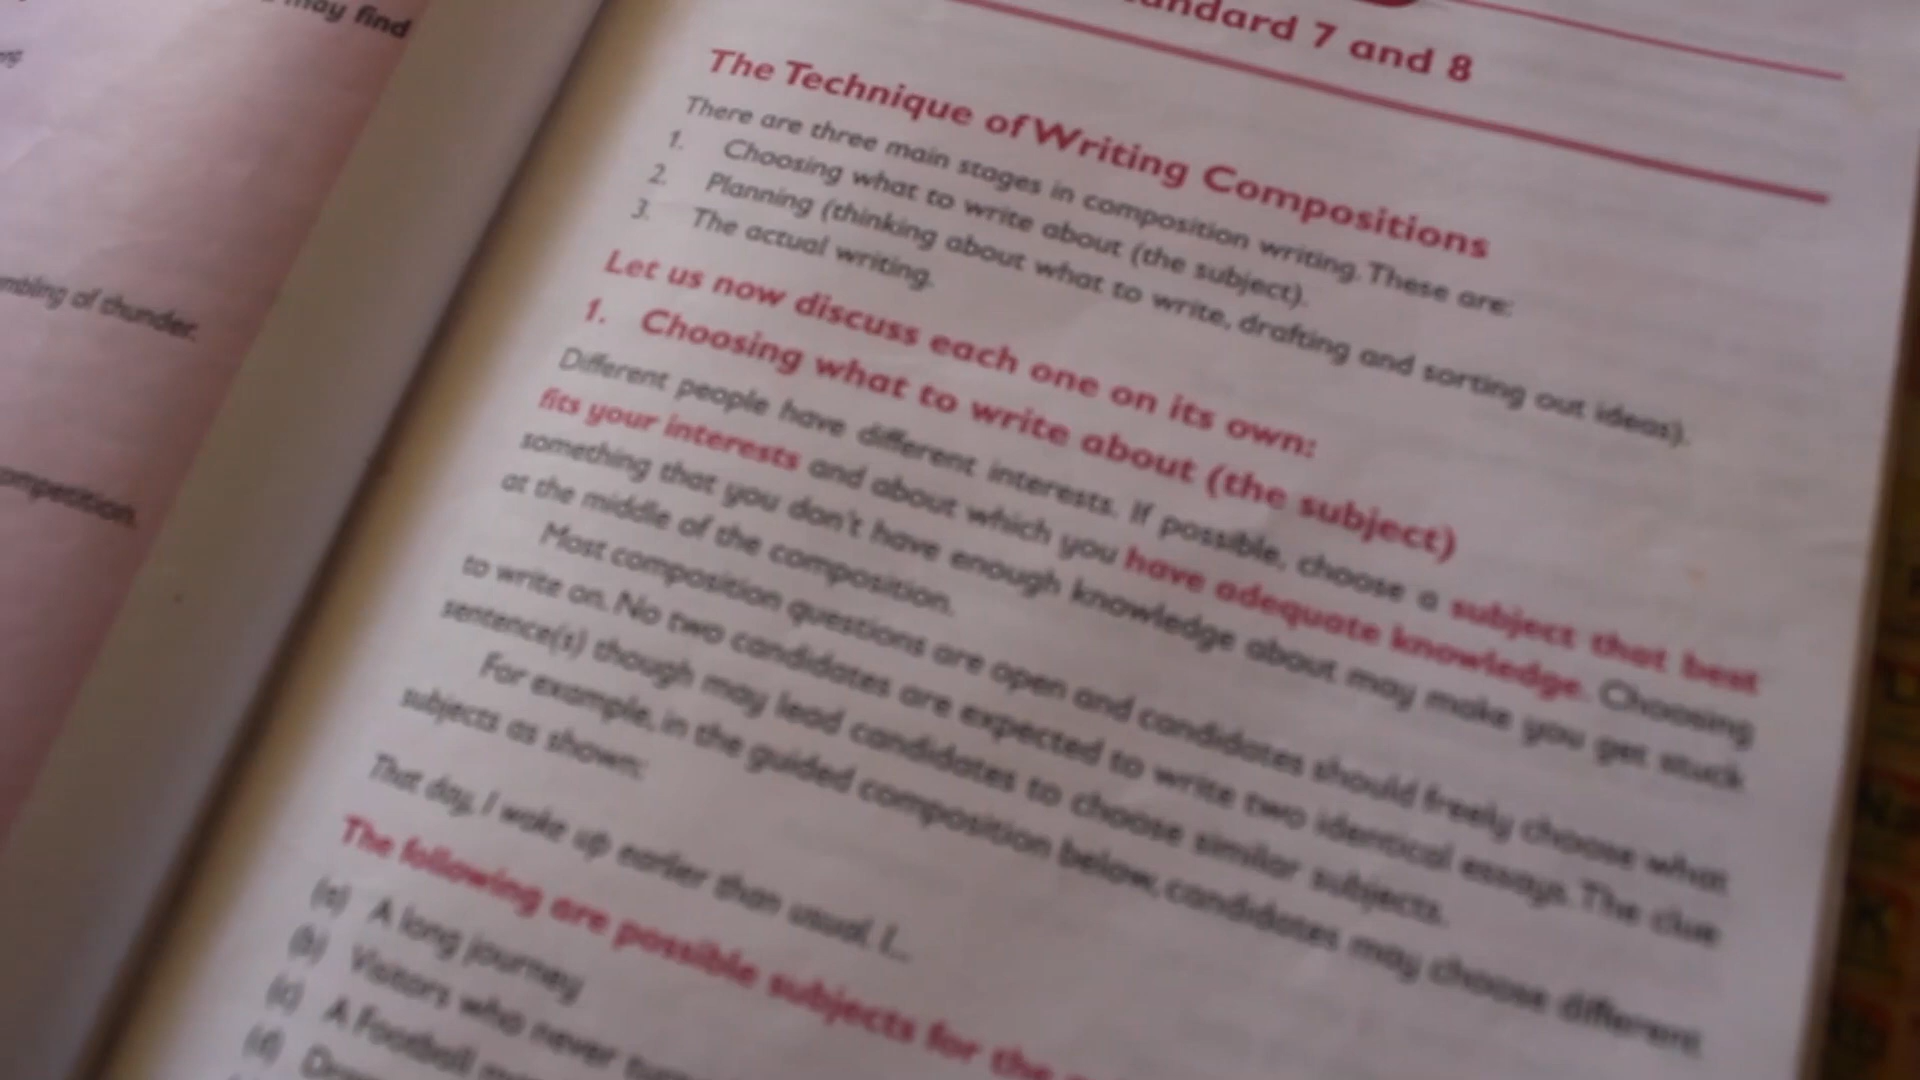 may find
mbling of thunder.
ompetition.
andard 7 and 8
The Technique of Writing Compositions
There are three main stages in composition writing. These are:
1. Choosing what to write about (the subject).
2. Planning (thinking about what to write, drafting and sorting out ideas).
3. The actual writing.
Let us now discuss each one on its own:
1. Choosing what to write about (the subject)
Different people have different interests. If possible, choose a subject that best
fits your interests and about which you have adequate knowledge. Choosing
something that you don't have enough knowledge about may make you get stuck
at the middle of the composition.
Most composition questions are open and candidates should freely choose what
to write on. No two candidates are expected to write two identical essays. The clue
sentence(s) though may lead candidates to choose similar subjects.
For example, in the guided composition below, candidates may choose different
subjects as shown:
That day, I woke up earlier than usual. I...
The following are possible subjects for the
(a) A long journey
(b) Visitors who never
(c) A Football
(d)